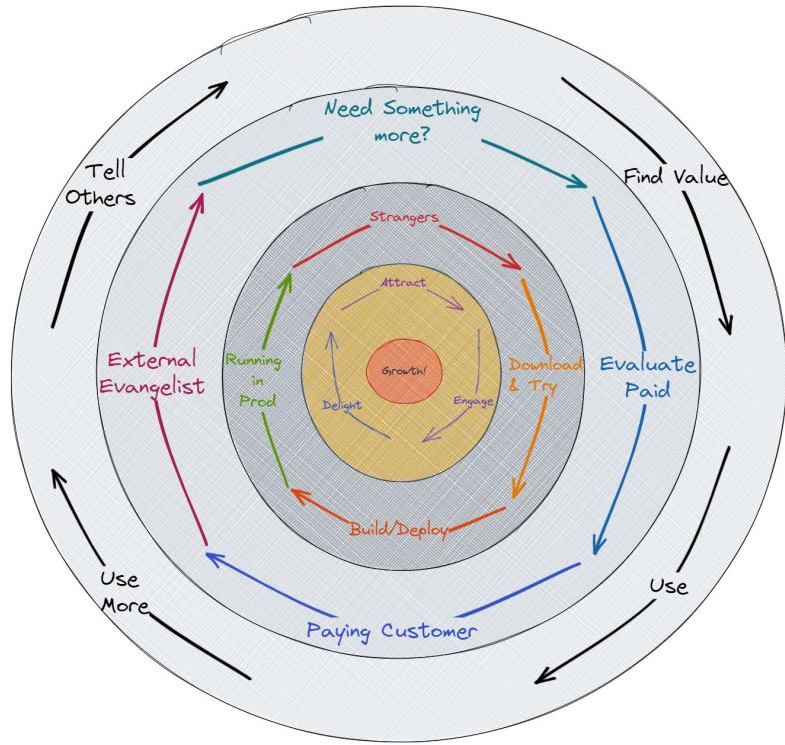 Need Something
more?
Tell
Others
Find Value
Strangers
Attract
External
Evangelist
Running
in
Prod
Growth!
Download
& Try
Evaluate
Paid
Delight
Engage
Build/Deploy
Use
More
Use
Paying Customer